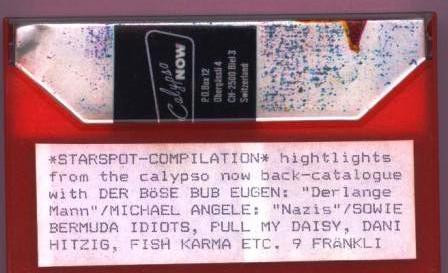 Calypso
NOW
P.O.Box 12
Obergässli 4
CH-2500 Biel 3
Switzerland
*STARSPOT-COMPILATION* hightlights
from the calypso now back-catalogue
with DER BöSE BUB EUGEN: "Derlange
Mann"/MICHAEL ANGELE: "Nazis"/SOWIE
BERMUDA IDIOTS, PULL MY DAISY, DANI
HITZIG, FISH KARMA ETC. 9 FRäNKLI